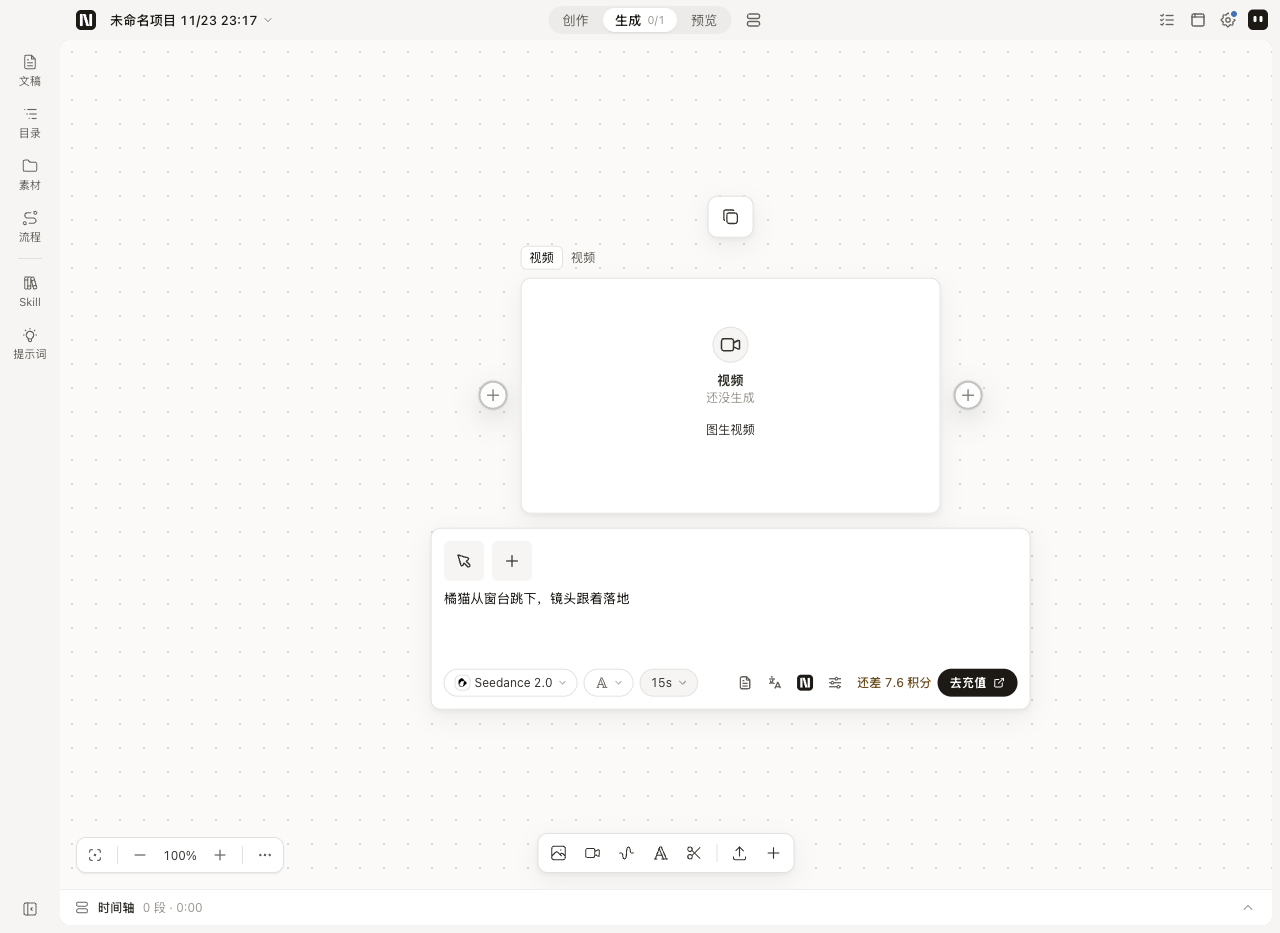 未命名项目 11/23 23:17
创作
生成 0/1
预览
文稿
目录
素材
流程
Skill
提示词
视频 视频
视频
还没生成
图生视频
橘猫从窗台跳下，镜头跟着落地
Seedance 2.0
15s
还差 7.6 积分
去充值
100%
时间轴 0 段 · 0:00